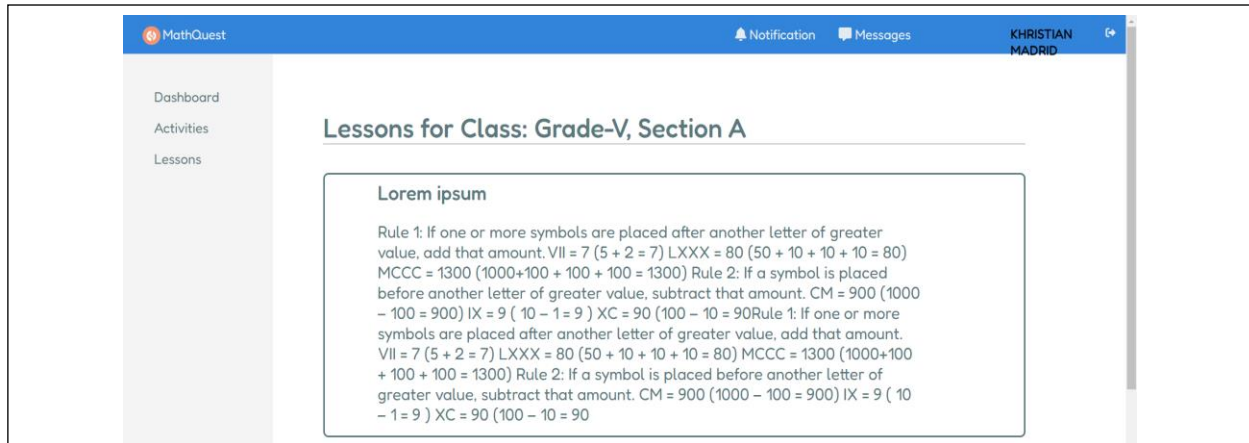 MathQuest
Notification
Messages
KHRISTIAN
MADRID
Dashboard
Activities
Lessons
Lessons for Class: Grade-V, Section A
Lorem ipsum
Rule 1: If one or more symbols are placed after another letter of greater
value, add that amount. VII = 7 (5 + 2 = 7) LXXX = 80 (50 + 10 + 10 + 10 = 80)
MCCC = 1300 (1000+100 + 100 + 100 = 1300) Rule 2: If a symbol is placed
before another letter of greater value, subtract that amount. CM = 900 (1000
– 100 = 900) IX = 9 ( 10 – 1 = 9 ) XC = 90 (100 – 10 = 90Rule 1: If one or more
symbols are placed after another letter of greater value, add that amount.
VII = 7 (5 + 2 = 7) LXXX = 80 (50 + 10 + 10 + 10 = 80) MCCC = 1300 (1000+100
+ 100 + 100 = 1300) Rule 2: If a symbol is placed before another letter of
greater value, subtract that amount. CM = 900 (1000 – 100 = 900) IX = 9 ( 10
– 1 = 9 ) XC = 90 (100 – 10 = 90